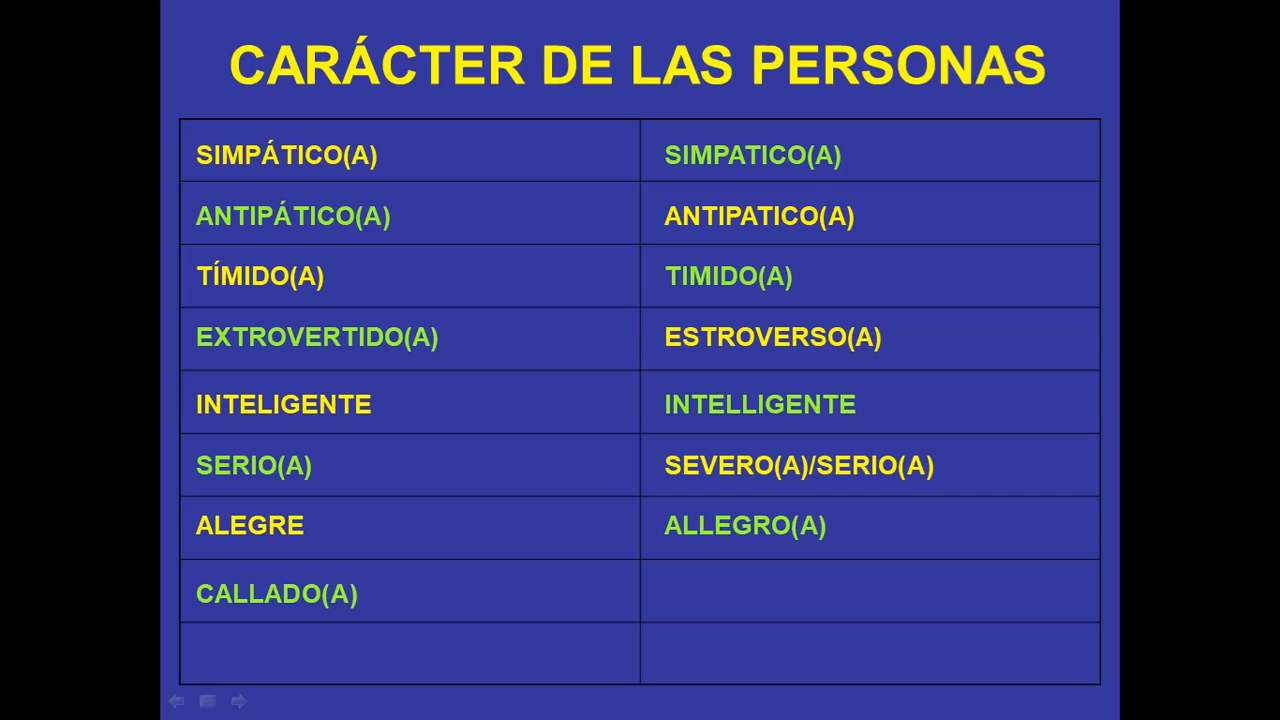 CARÁCTER DE LAS PERSONAS
SIMPÁTICO(A) SIMPATICO(A)
ANTIPÁTICO(A) ANTIPATICO(A)
TÍMIDO(A) TIMIDO(A)
EXTROVERTIDO(A) ESTROVERSO(A)
INTELIGENTE INTELLIGENTE
SERIO(A) SEVERO(A)/SERIO(A)
ALEGRE ALLEGRO(A)
CALLADO(A)